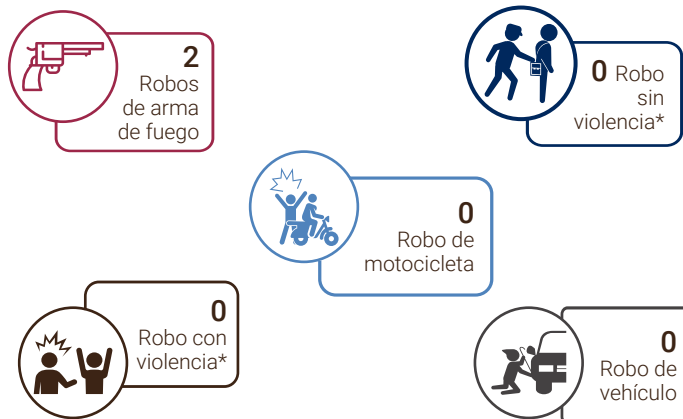 2
Robos
de arma
de fuego
0 Robo
sin
violencia*
0
Robo de
motocicleta
0
Robo con
violencia*
0
Robo de
vehículo